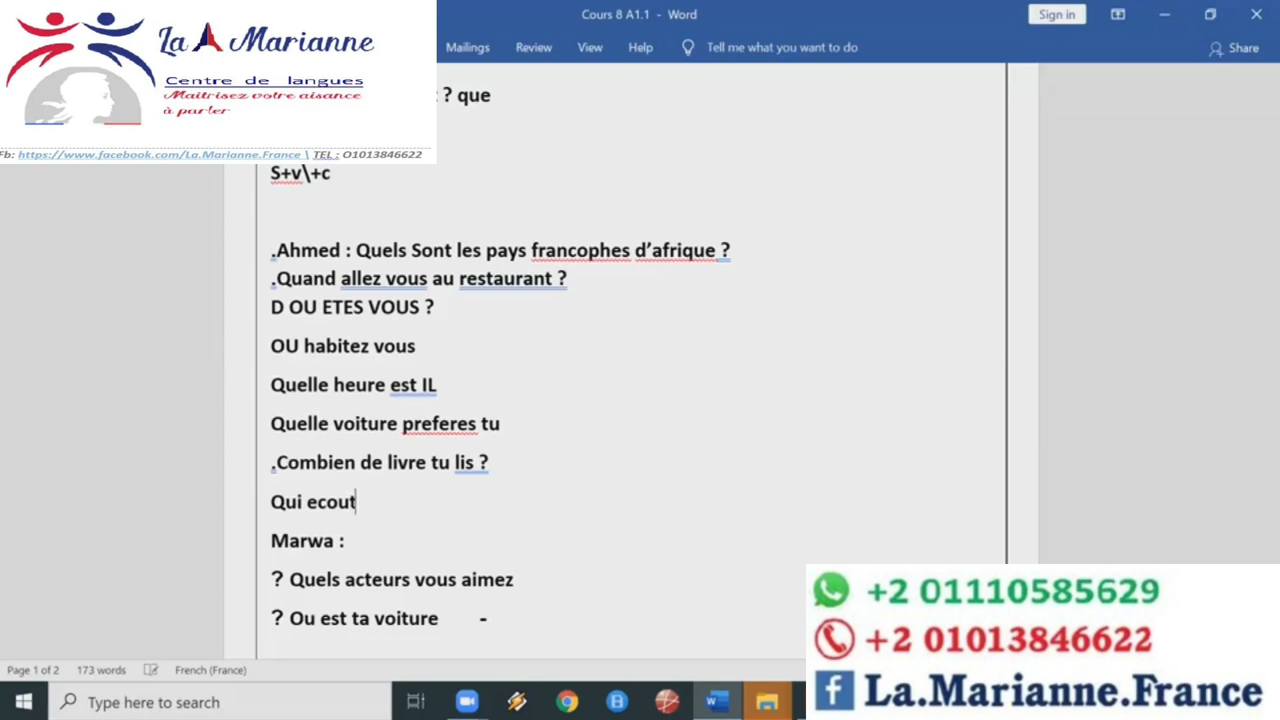 Cours 8 A1.1 - Word
Sign in
La Marianne
Centre de langues
Maitrisez votre aisance
à parler
Fb: https://www.facebook.com/La.Marianne.France \ TEL : O1013846622
Mailings Review View Help Tell me what you want to do Share
? que
S+v\+c
.Ahmed : Quels Sont les pays francophes d’afrique ?
.Quand allez vous au restaurant ?
D OU ETES VOUS ?
OU habitez vous
Quelle heure est IL
Quelle voiture preferes tu
.Combien de livre tu lis ?
Qui ecout
Marwa :
? Quels acteurs vous aimez
? Ou est ta voiture -
+2 01110585629
+2 01013846622
La.Marianne.France
Page 1 of 2 173 words French (France)
Type here to search